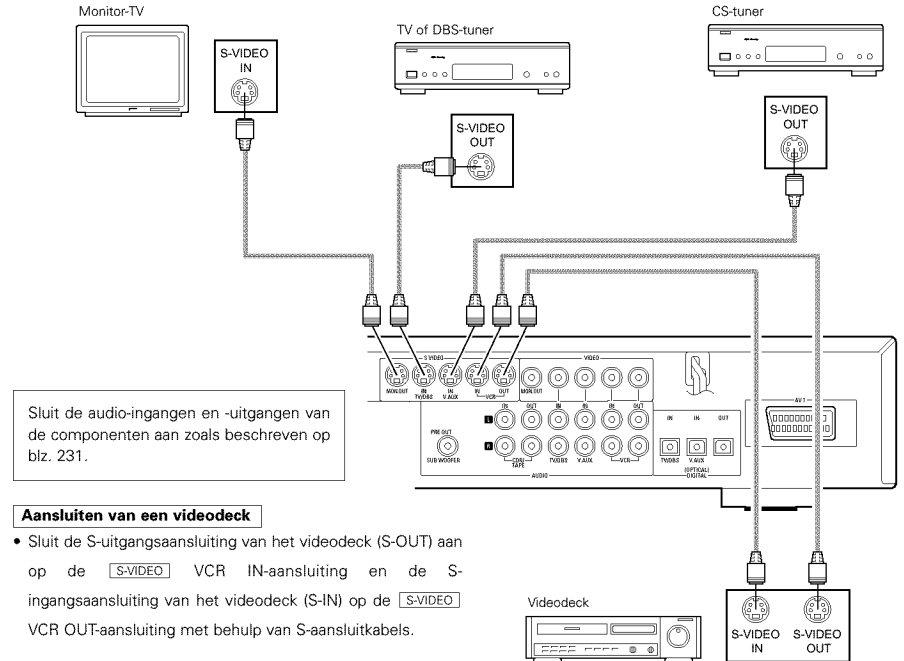 Monitor-TV
TV of DBS-tuner
CS-tuner
S-VIDEO
IN
S-VIDEO
OUT
S-VIDEO
OUT
S VIDEO
VIDEO
MON.OUT
IN
TV/DBS
IN
V.AUX
IN
OUT
VCR
MON.OUT
IN
OUT
IN
IN
IN
OUT
L
R
PRE OUT
SUB WOOFER
CDR/
TAPE
TV/DBS
V.AUX
VCR
AUDIO
IN
IN
OUT
TV/DBS
V.AUX
(OPTICAL)
DIGITAL
AV 1
Sluit de audio-ingangen en -uitgangen van
de componenten aan zoals beschreven op
blz. 231.
Aansluiten van een videodeck
• Sluit de S-uitgangsaansluiting van het videodeck (S-OUT) aan
op de S-VIDEO VCR IN-aansluiting en de S-
ingangsaansluiting van het videodeck (S-IN) op de S-VIDEO
VCR OUT-aansluiting met behulp van S-aansluitkabels.
Videodeck
S-VIDEO
IN
S-VIDEO
OUT